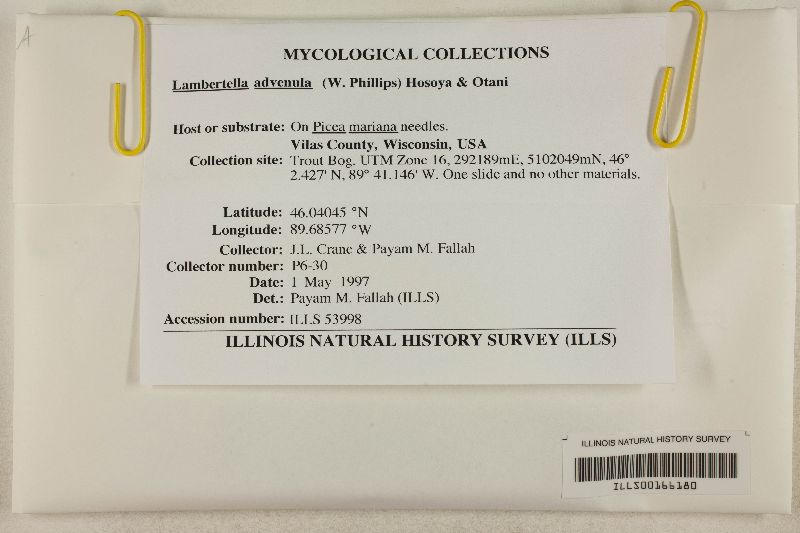 A
MYCOLOGICAL COLLECTIONS
Lambertella advenula (W. Phillips) Hosoya & Otani
Host or substrate: On Picea mariana needles.
Vilas County, Wisconsin, USA
Collection site: Trout Bog. UTM Zone 16, 292189mE, 5102049mN, 46°
2.427' N, 89° 41.146' W. One slide and no other materials.
Latitude: 46.04045 °N
Longitude: 89.68577 °W
Collector: J.L. Crane & Payam M. Fallah
Collector number: P6-30
Date: 1 May 1997
Det.: Payam M. Fallah (ILLS)
Accession number: ILLS 53998
ILLINOIS NATURAL HISTORY SURVEY (ILLS)
ILLINOIS NATURAL HISTORY SURVEY
ILLS00166180